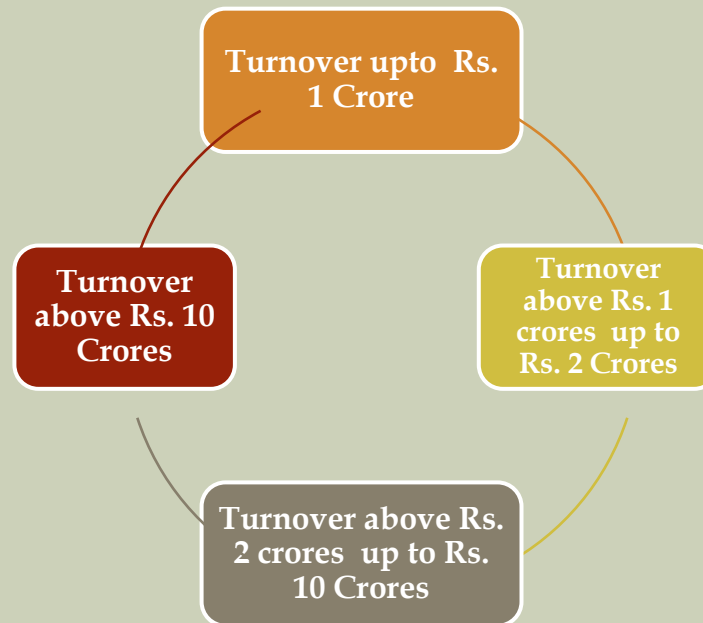 Turnover upto Rs.
1 Crore
Turnover
above Rs. 1
crores up to
Rs. 2 Crores
Turnover above Rs.
2 crores up to Rs.
10 Crores
Turnover
above Rs. 10
Crores